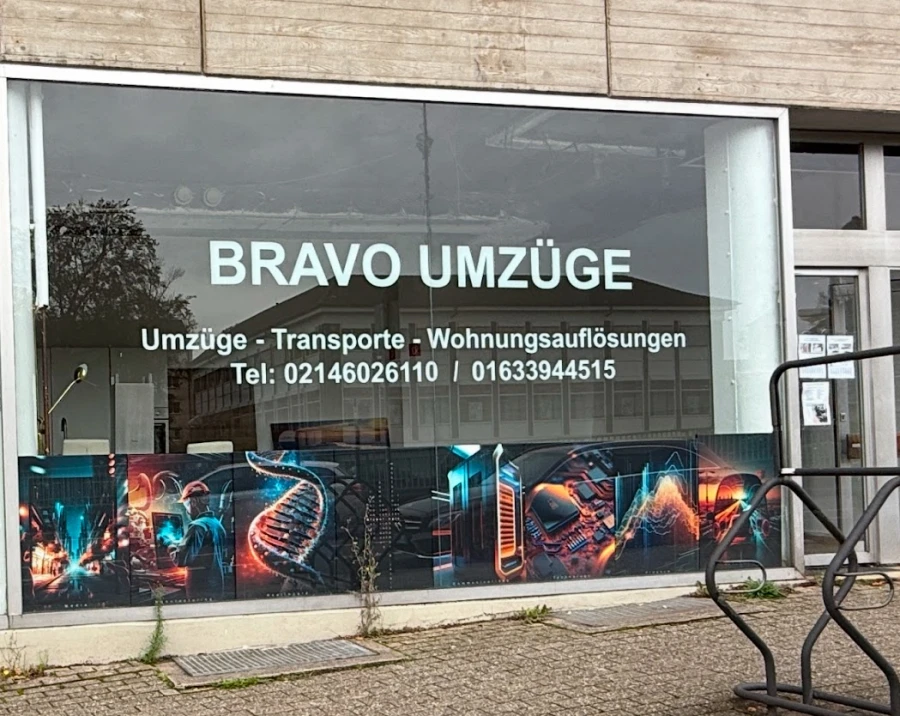 BRAVO UMZÜGE
Umzüge - Transporte - Wohnungsauflösungen
Tel: 02146026110 / 01633944515